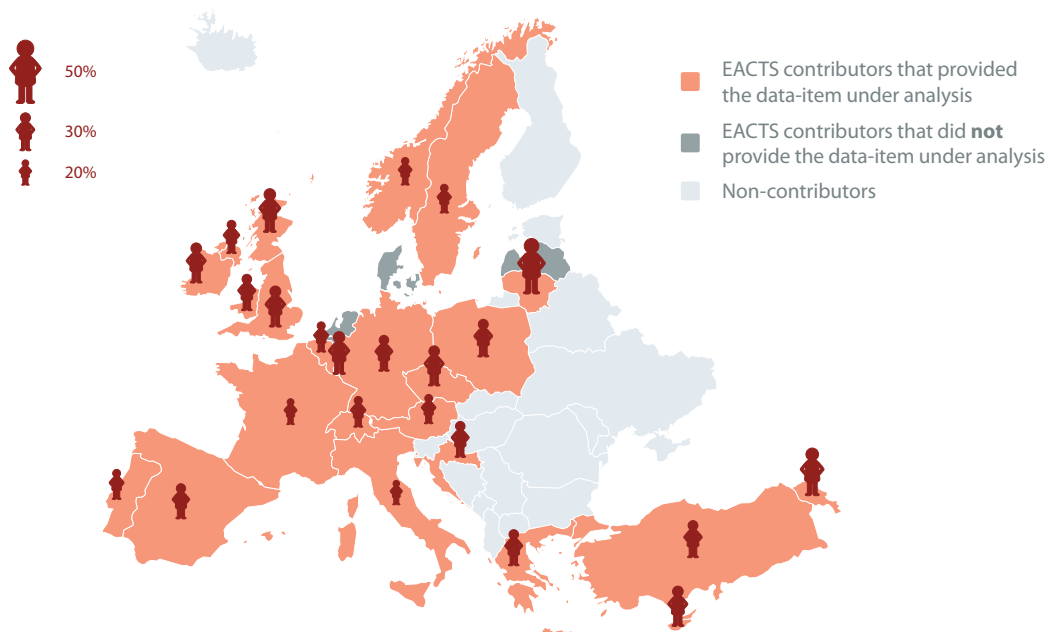 50%
30%
20%
EACTS contributors that provided
the data-item under analysis
EACTS contributors that did not
provide the data-item under analysis
Non-contributors